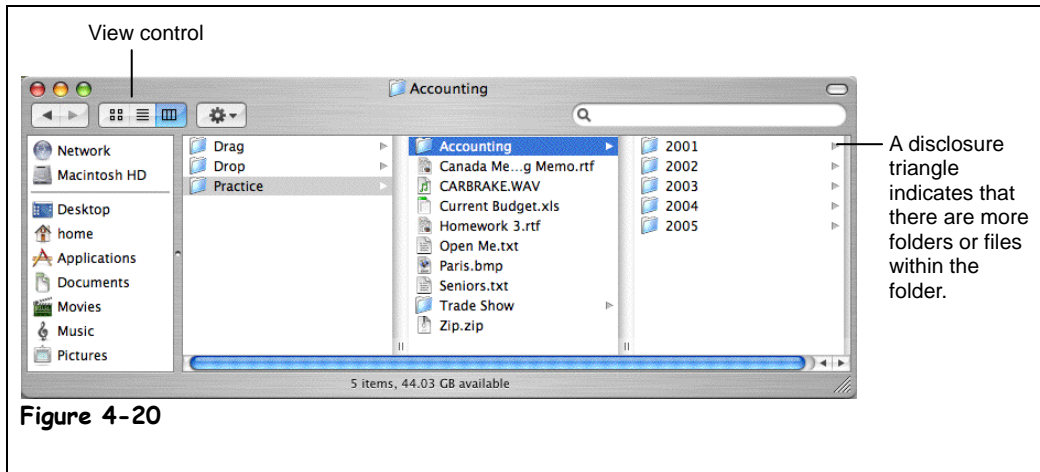 View control
Accounting
Network
Macintosh HD
Desktop
home
Applications
Documents
Movies
Music
Pictures
Drag
Drop
Practice
Accounting
Canada Me...g Memo.rtf
CARBRAKE.WAV
Current Budget.xls
Homework 3.rtf
Open Me.txt
Paris.bmp
Seniors.txt
Trade Show
Zip.zip
2001
2002
2003
2004
2005
A disclosure
triangle
indicates that
there are more
folders or files
within the
folder.
5 items, 44.03 GB available
Figure 4-20